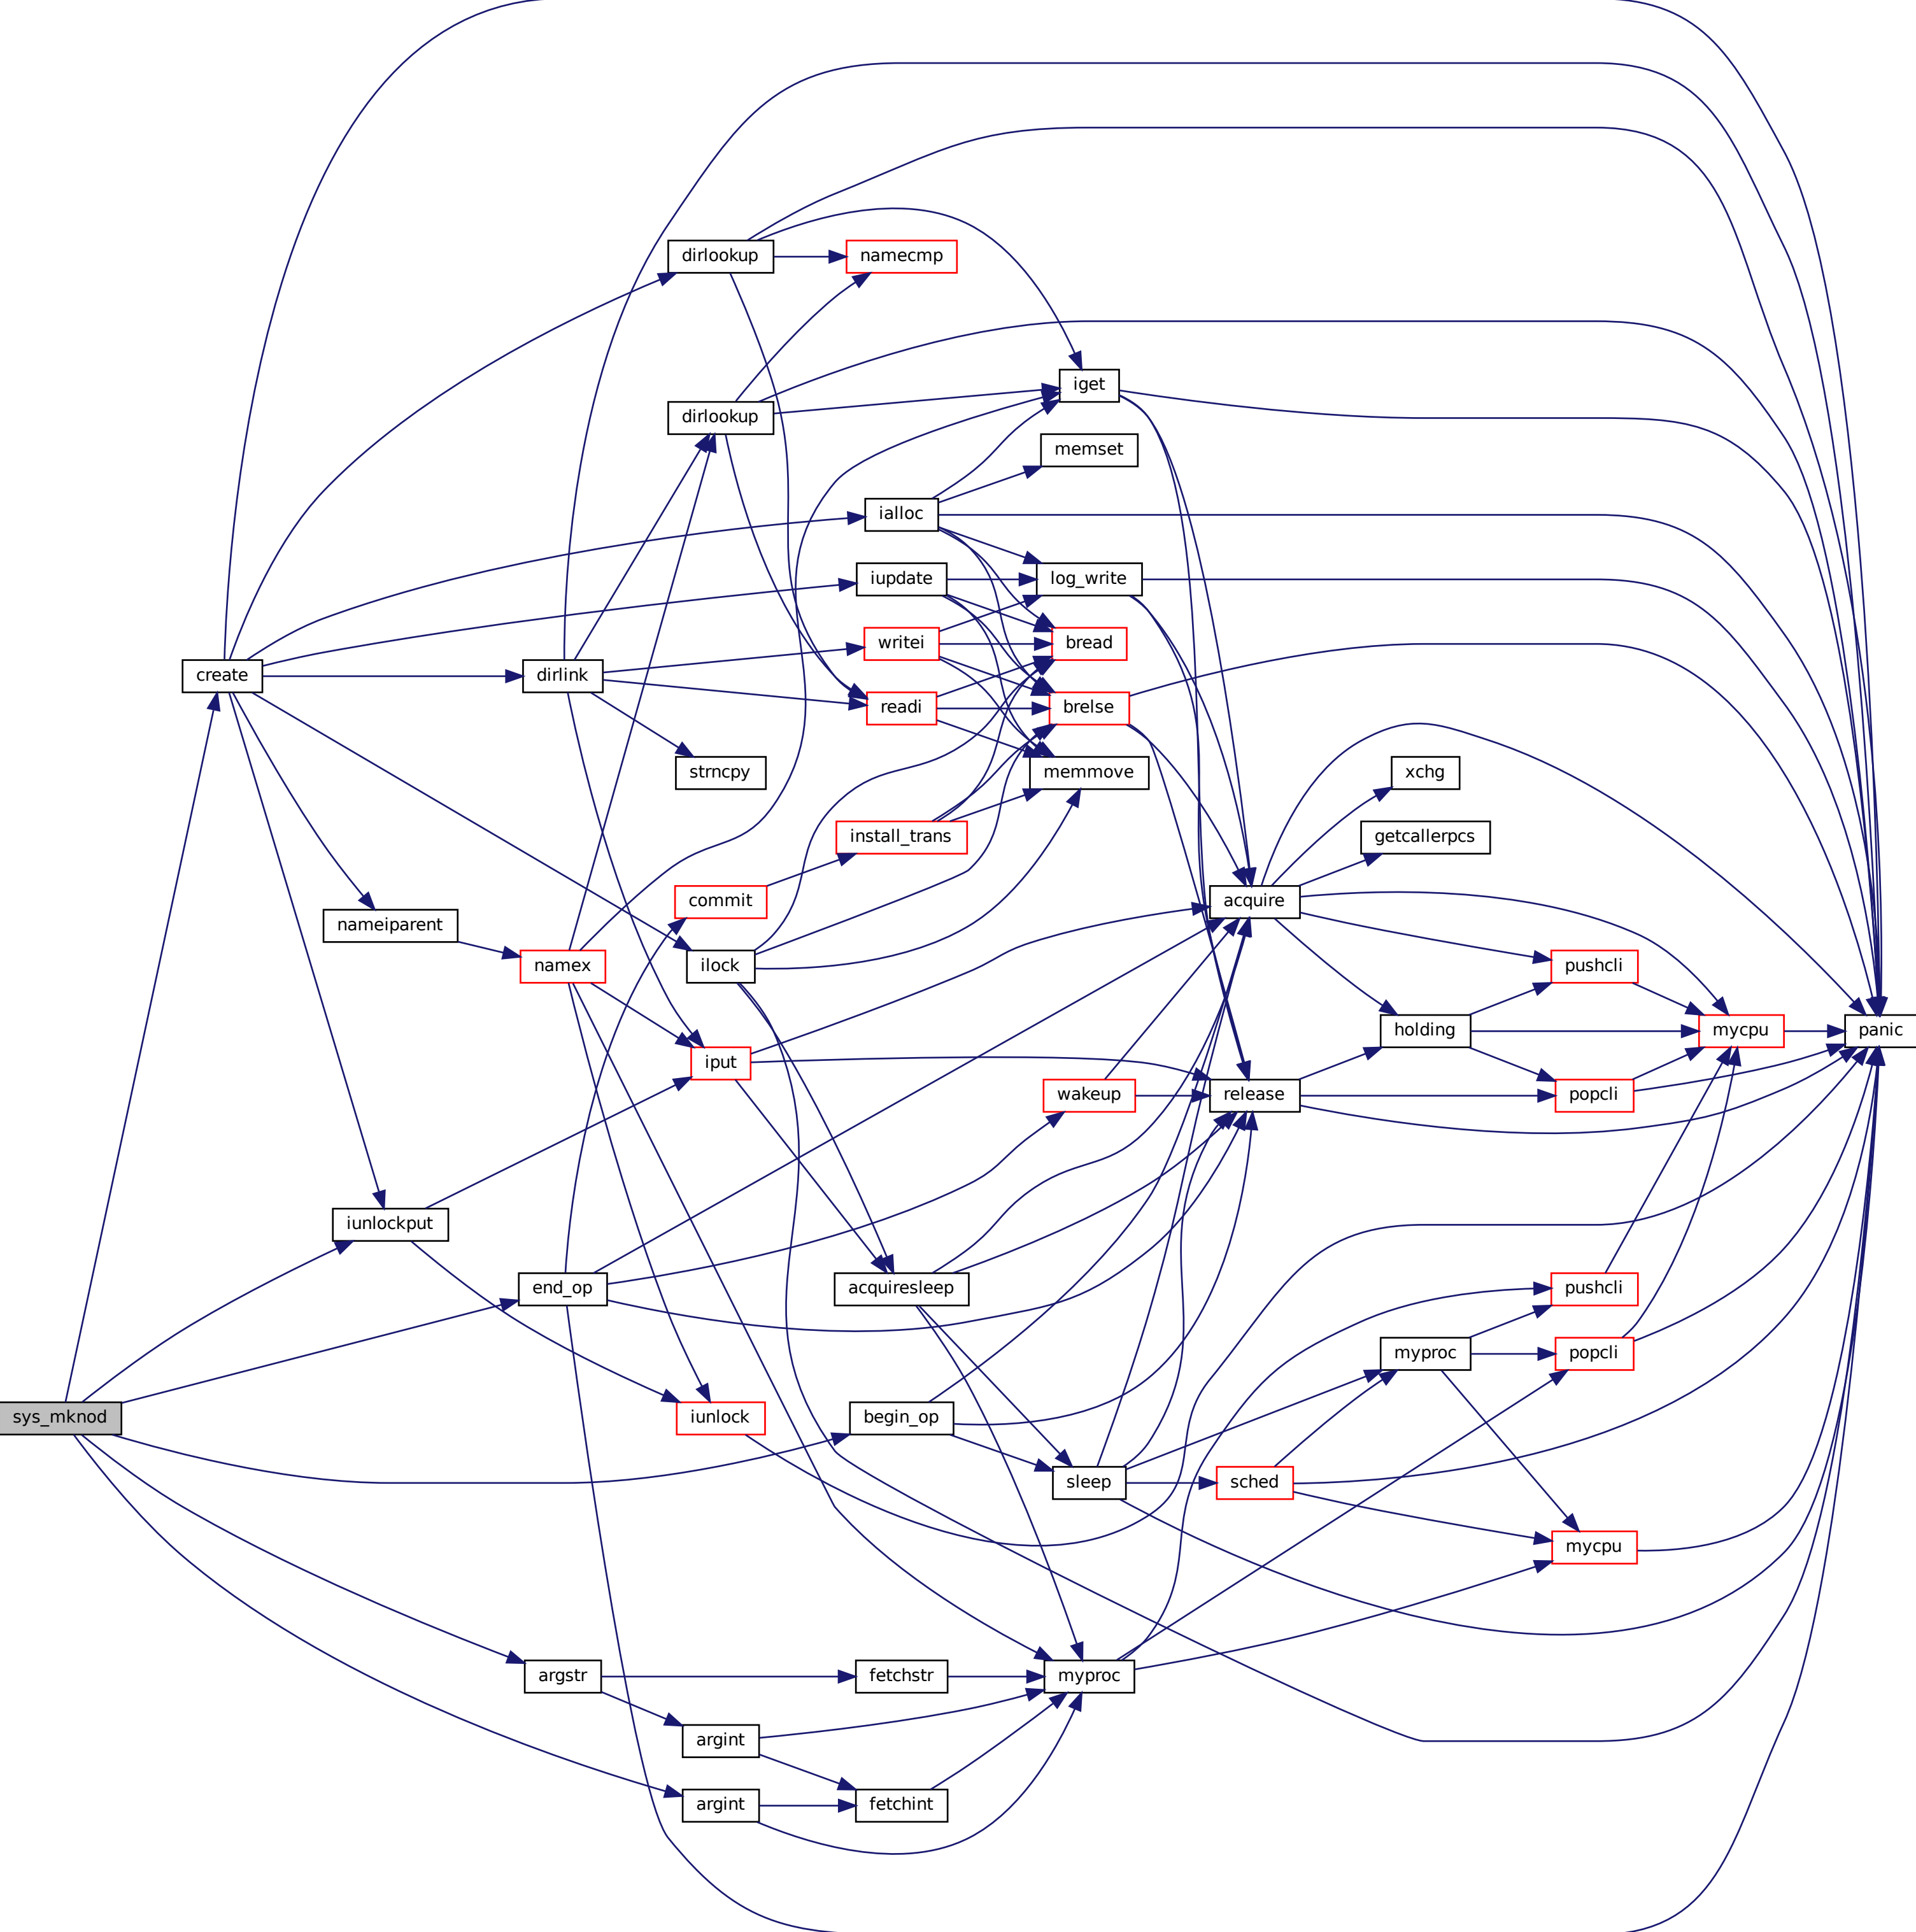 dirlookup
namecmp
iget
dirlookup
memset
ialloc
iupdate
log_write
writei
bread
create
dirlink
readi
brelse
strncpy
memmove
xchg
install_trans
getcallerpcs
commit
acquire
nameiparent
namex
ilock
pushcli
holding
mycpu
panic
iput
wakeup
release
popcli
iunlockput
end_op
acquiresleep
pushcli
myproc
popcli
sys_mknod
iunlock
begin_op
sleep
sched
mycpu
argstr
fetchstr
myproc
argint
argint
fetchint